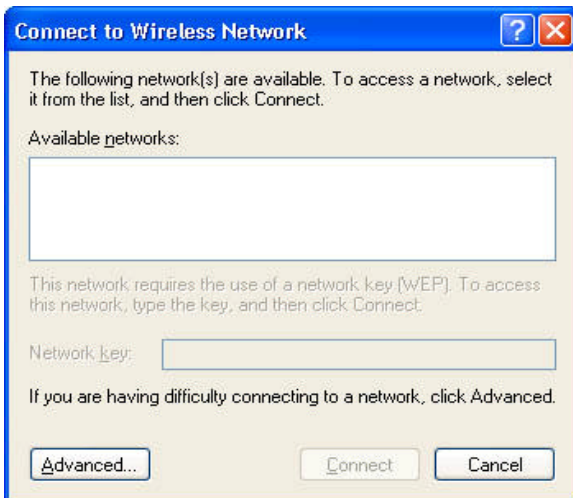 Connect to Wireless Network
The following network(s) are available. To access a network, select
it from the list, and then click Connect.
Available networks:
This network requires the use of a network key (WEP). To access
this network, type the key, and then click Connect.
Network key:
If you are having difficulty connecting to a network, click Advanced.
Advanced... Connect Cancel